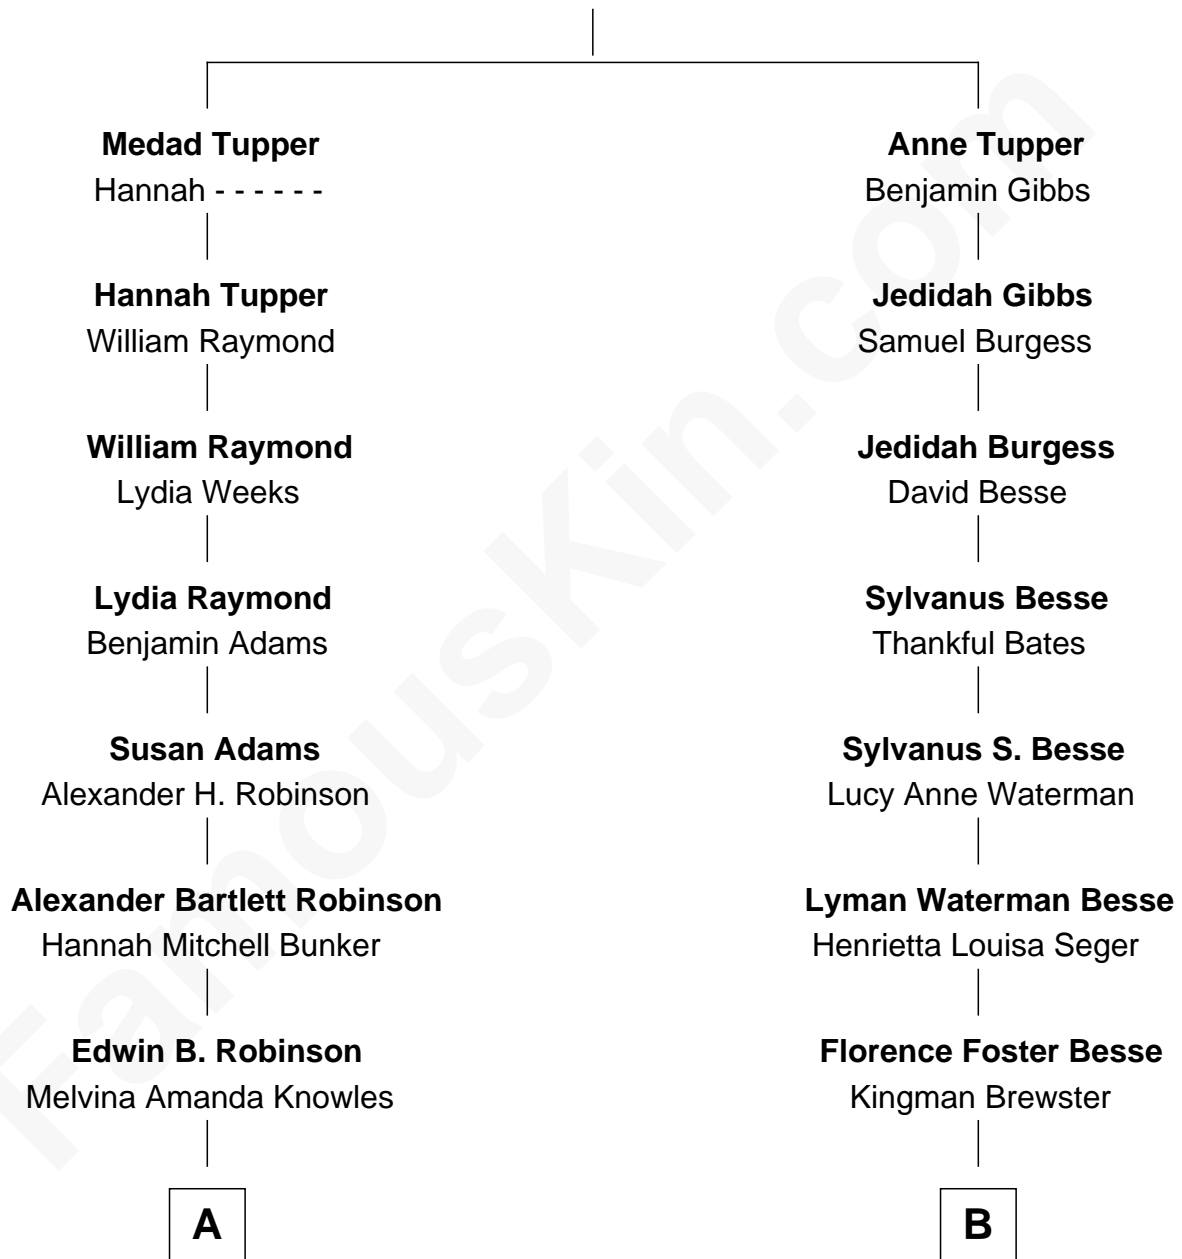 Medad Tupper
Hannah - - - - - -
Hannah Tupper
William Raymond
William Raymond
Lydia Weeks
Lydia Raymond
Benjamin Adams
Susan Adams
Alexander H. Robinson
Alexander Bartlett Robinson
Hannah Mitchell Bunker
Edwin B. Robinson
Melvina Amanda Knowles
A
Anne Tupper
Benjamin Gibbs
Jedidah Gibbs
Samuel Burgess
Jedidah Burgess
David Besse
Sylvanus Besse
Thankful Bates
Sylvanus S. Besse
Lucy Anne Waterman
Lyman Waterman Besse
Henrietta Louisa Seger
Florence Foster Besse
Kingman Brewster
B
FamousKin.com